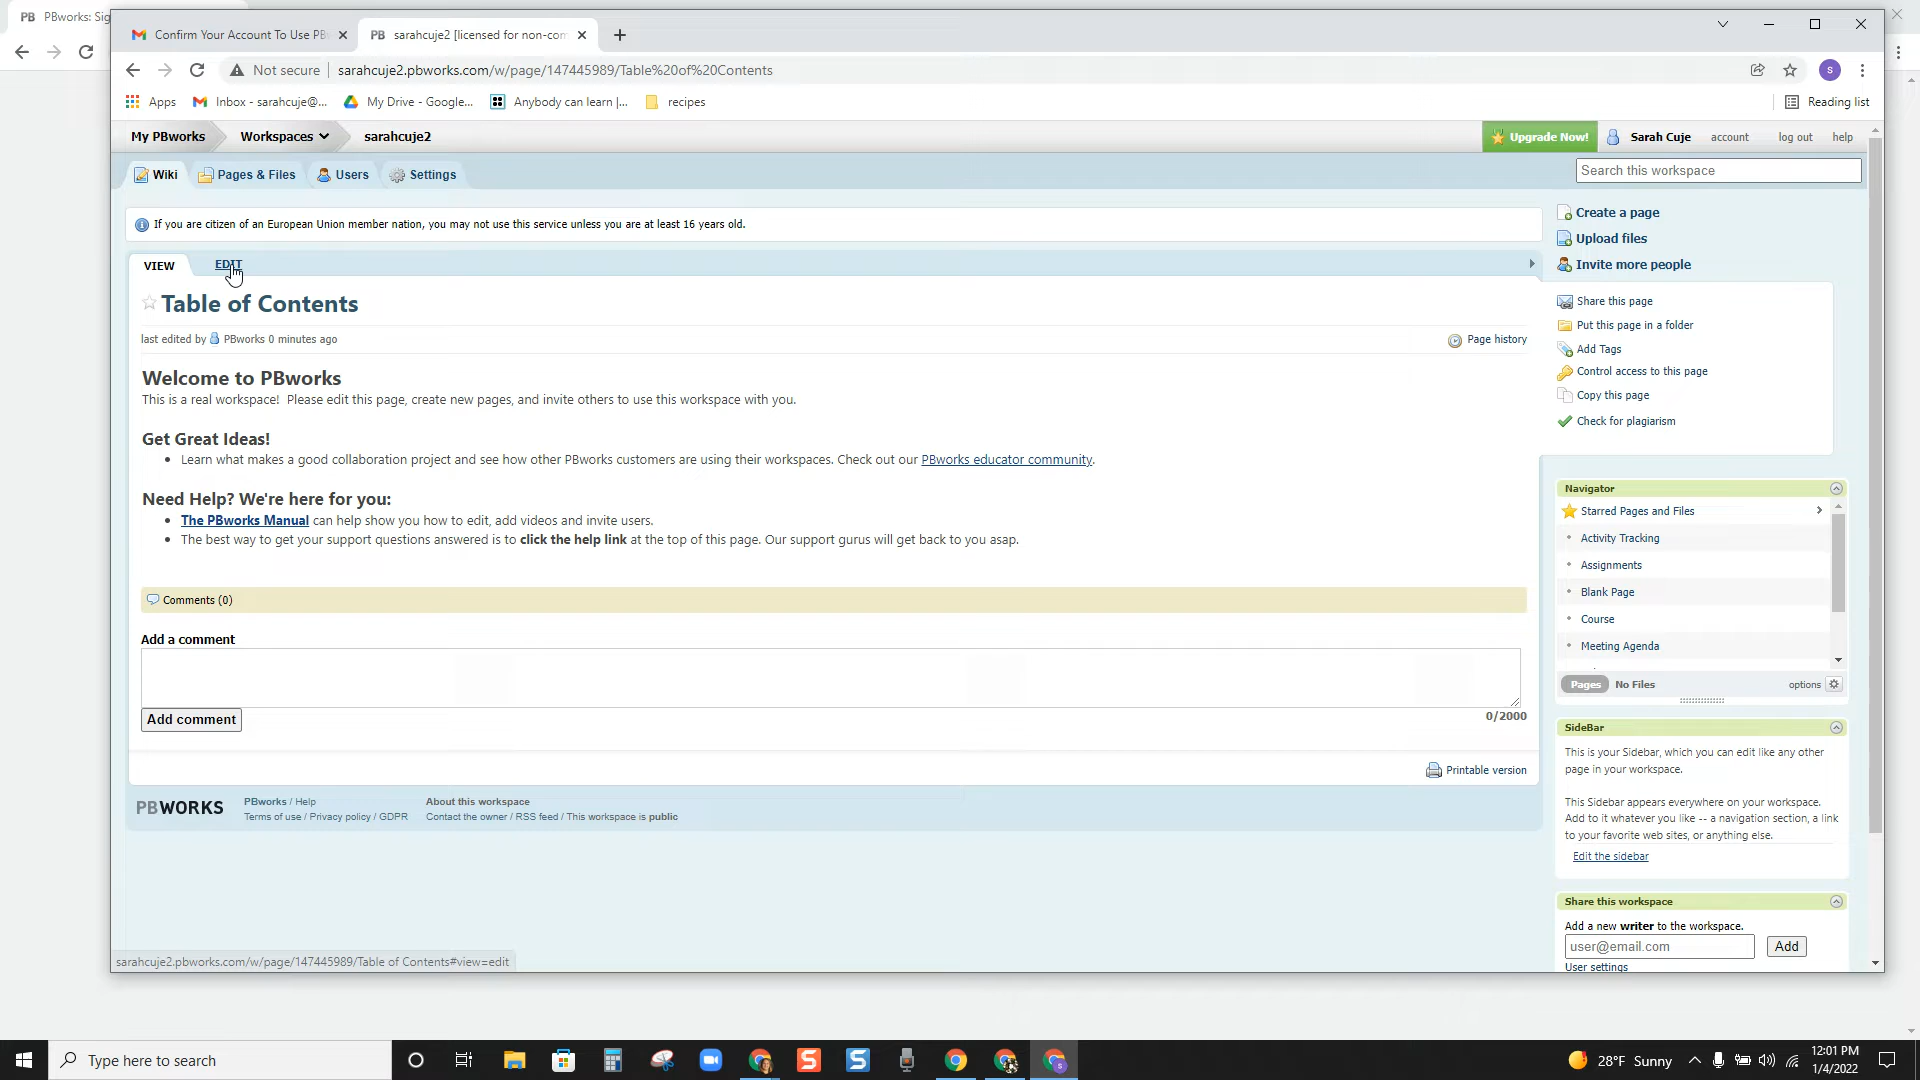 PB PBworks: Sig
Confirm Your Account To Use PB
PB sarahcuje2 [licensed for non-com
Not secure sarahcuje2.pbworks.com/w/page/147445989/Table%20of%20Contents
S
Apps Inbox - sarahcuje@... My Drive - Google... Anybody can learn |... recipes Reading list
My PBworks Workspaces sarahcuje2 Upgrade Now! Sarah Cuje account log out help
Wiki Pages & Files Users Settings Search this workspace
If you are citizen of an European Union member nation, you may not use this service unless you are at least 16 years old.
Create a page
Upload files
Invite more people
VIEW EDIT
Table of Contents
last edited by PBworks 0 minutes ago Page history
Share this page
Put this page in a folder
Add Tags
Control access to this page
Copy this page
Check for plagiarism
Welcome to PBworks
This is a real workspace! Please edit this page, create new pages, and invite others to use this workspace with you.
Get Great Ideas!
• Learn what makes a good collaboration project and see how other PBworks customers are using their workspaces. Check out our PBworks educator community.
Need Help? We're here for you:
• The PBworks Manual can help show you how to edit, add videos and invite users.
• The best way to get your support questions answered is to click the help link at the top of this page. Our support gurus will get back to you asap.
Comments (0)
Add a comment
Add comment
0/2000
Printable version
Navigator
Starred Pages and Files
Activity Tracking
Assignments
Blank Page
Course
Meeting Agenda
Pages No Files options
SideBar
This is your Sidebar, which you can edit like any other
page in your workspace.
This Sidebar appears everywhere on your workspace.
Add to it whatever you like -- a navigation section, a link
to your favorite web sites, or anything else.
Edit the sidebar
Share this workspace
Add a new writer to the workspace.
user@email.com Add
User settings
PBWORKS
PBworks / Help
Terms of use / Privacy policy / GDPR
About this workspace
Contact the owner / RSS feed / This workspace is public
sarahcuje2.pbworks.com/w/page/147445989/Table of Contents#view=edit
Type here to search
S
S
S
28°F Sunny
12:01 PM
1/4/2022